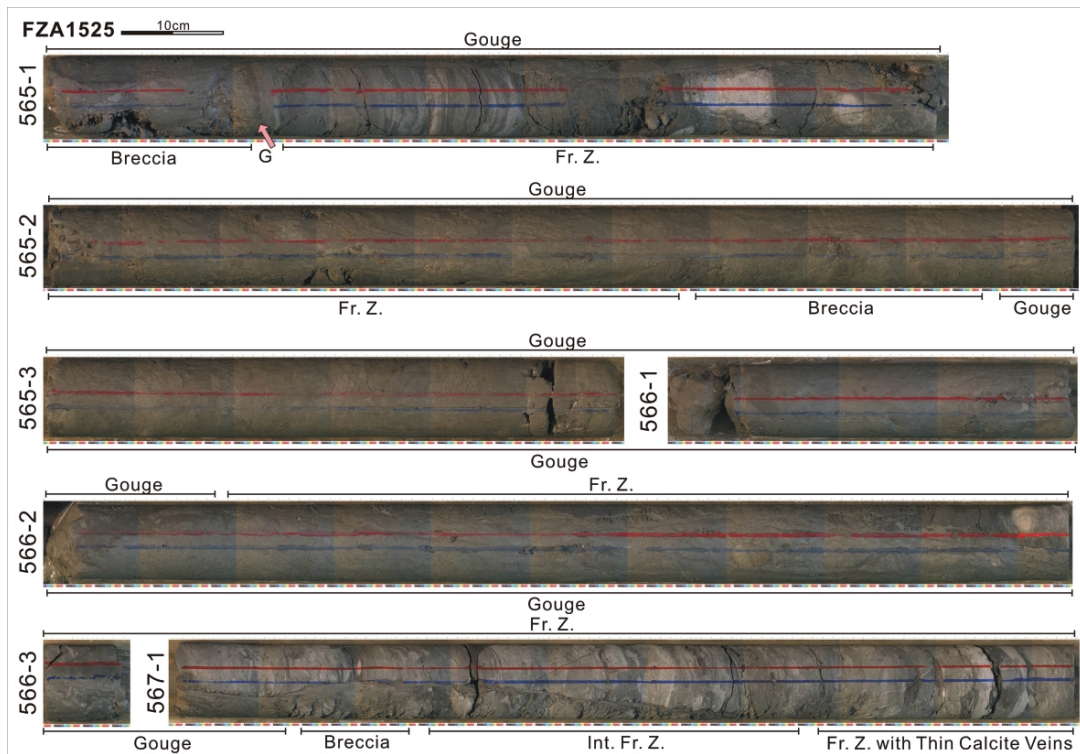 FZA1525 10cm
Gouge
565-1
Breccia G Fr. Z.
Gouge
565-2
Fr. Z. Breccia Gouge
Gouge
565-3 566-1
Gouge
Gouge Fr. Z.
566-2
Gouge
Fr. Z.
566-3 567-1
Gouge Breccia Int. Fr. Z. Fr. Z. with Thin Calcite Veins